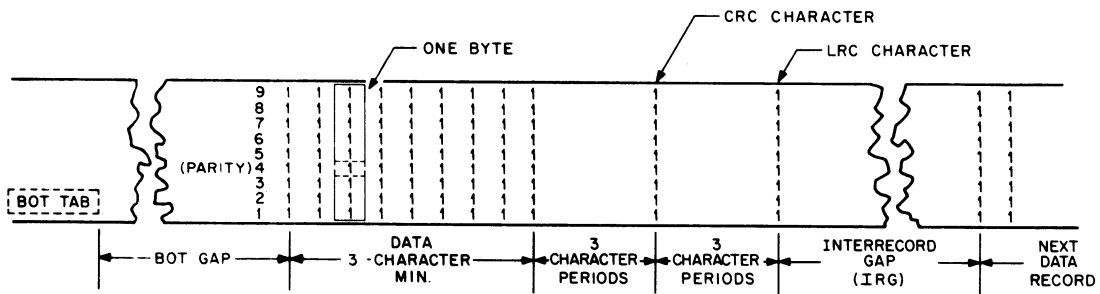 CRC CHARACTER
ONE BYTE
LRC CHARACTER
9
8
7
6
5
(PARITY) 4
3
2
1
BOT TAB
BOT GAP
DATA
3 - CHARACTER
MIN.
3
CHARACTER
PERIODS
3
CHARACTER
PERIODS
INTERRECORD
GAP
(IRG)
NEXT
DATA
RECORD